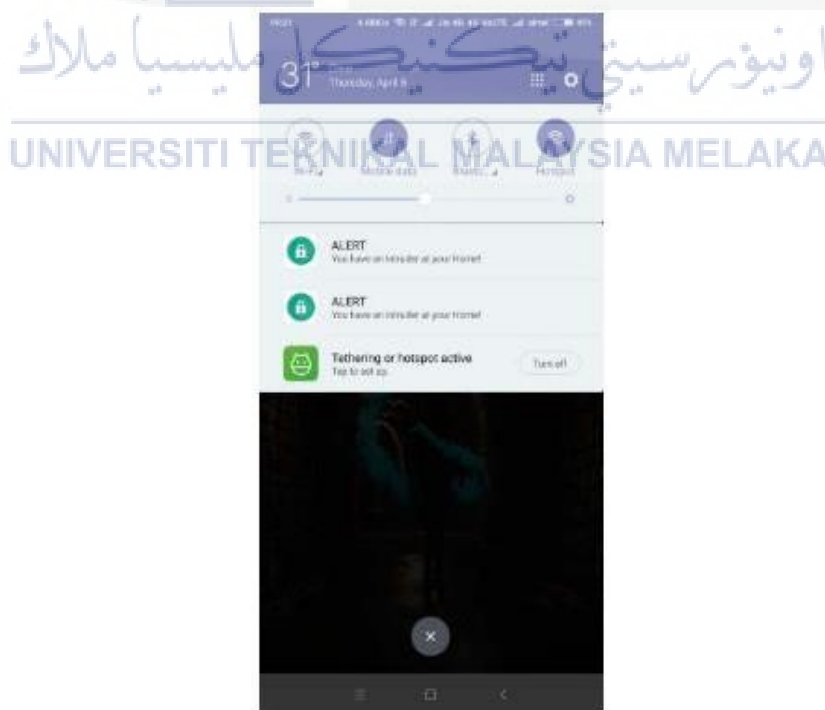 اونيۏرسيتي تيكنيكل مليسيا ملاك
UNIVERSITI TEKNIKAL MALAYSIA MELAKA
31°
Thursday, April
Wi-Fi
Mobile data
Hotspot
ALERT
You have an intruder at your Home!
ALERT
You have an intruder at your Home!
Tethering or hotspot active
Tap to set up.
Turn off